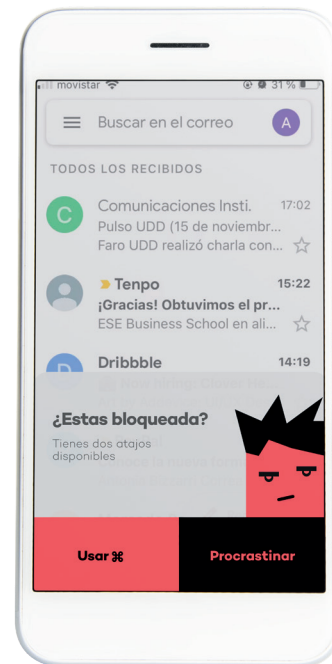 movistar 31 %
Buscar en el correo A
TODOS LOS RECIBIDOS
C Comunicaciones Insti. 17:02
Pulso UDD (15 de noviembr...
Faro UDD realizó charla con...
Tenpo 15:22
¡Gracias! Obtuvimos el pr...
ESE Business School en ali...
D Dribbble 14:19
¿Estas bloqueada?
Tienes dos atajos
disponibles
Usar ⌘ Procrastinar